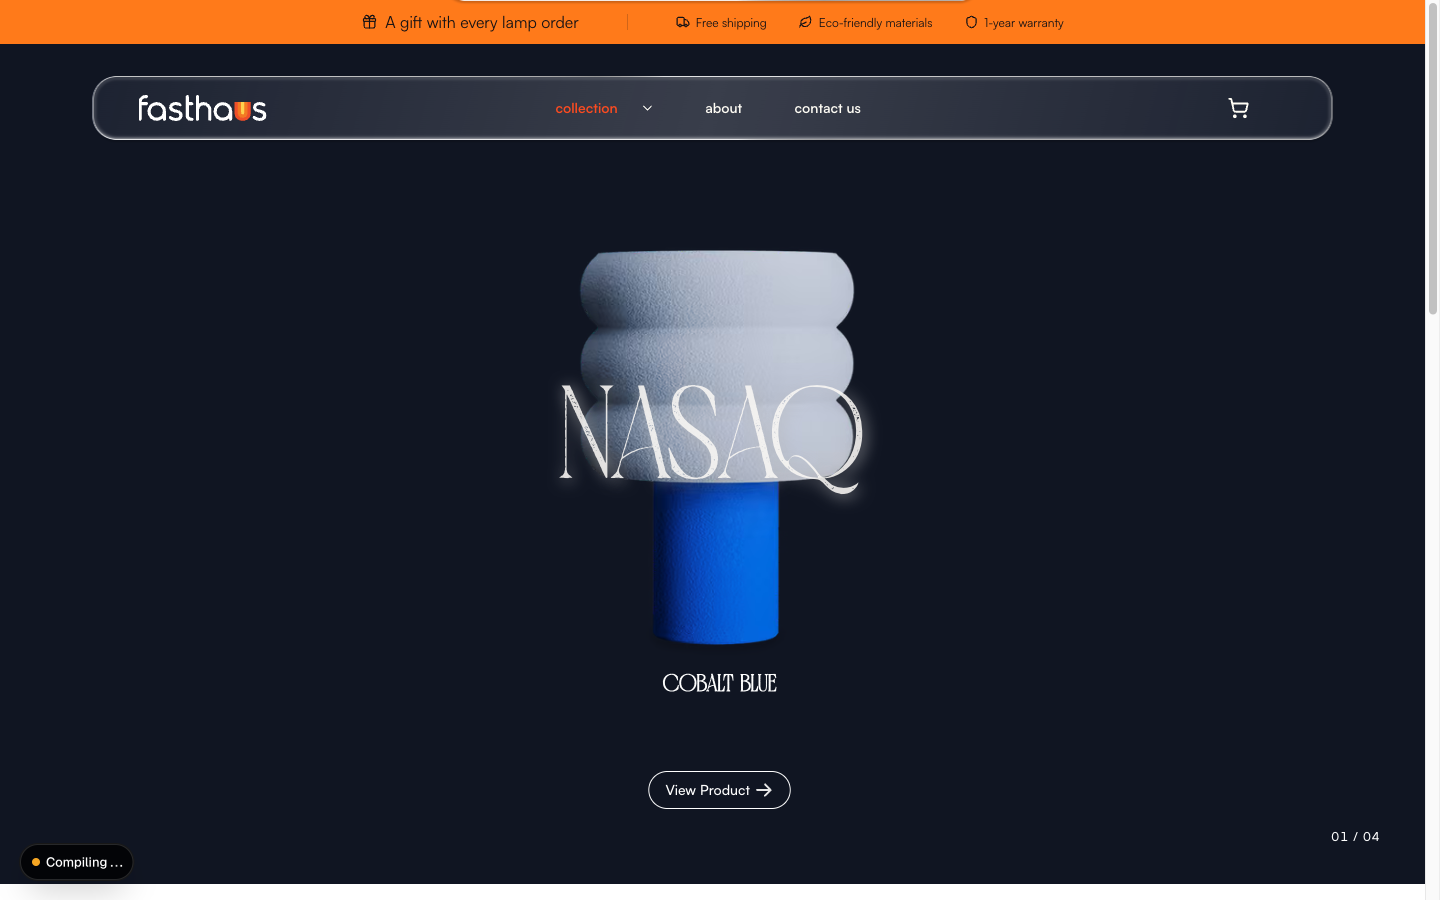 A gift with every lamp order
Free shipping
Eco-friendly materials
1-year warranty
fasthaus
collection
about
contact us
NASAQ
COBALT BLUE
View Product
01 / 04
Compiling ...